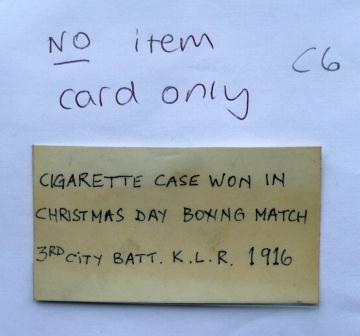 NO item
C6
card only
CIGARETTE CASE WON IN
CHRISTMAS DAY BOXING MATCH
3RD CITY BATT. K.L.R. 1916